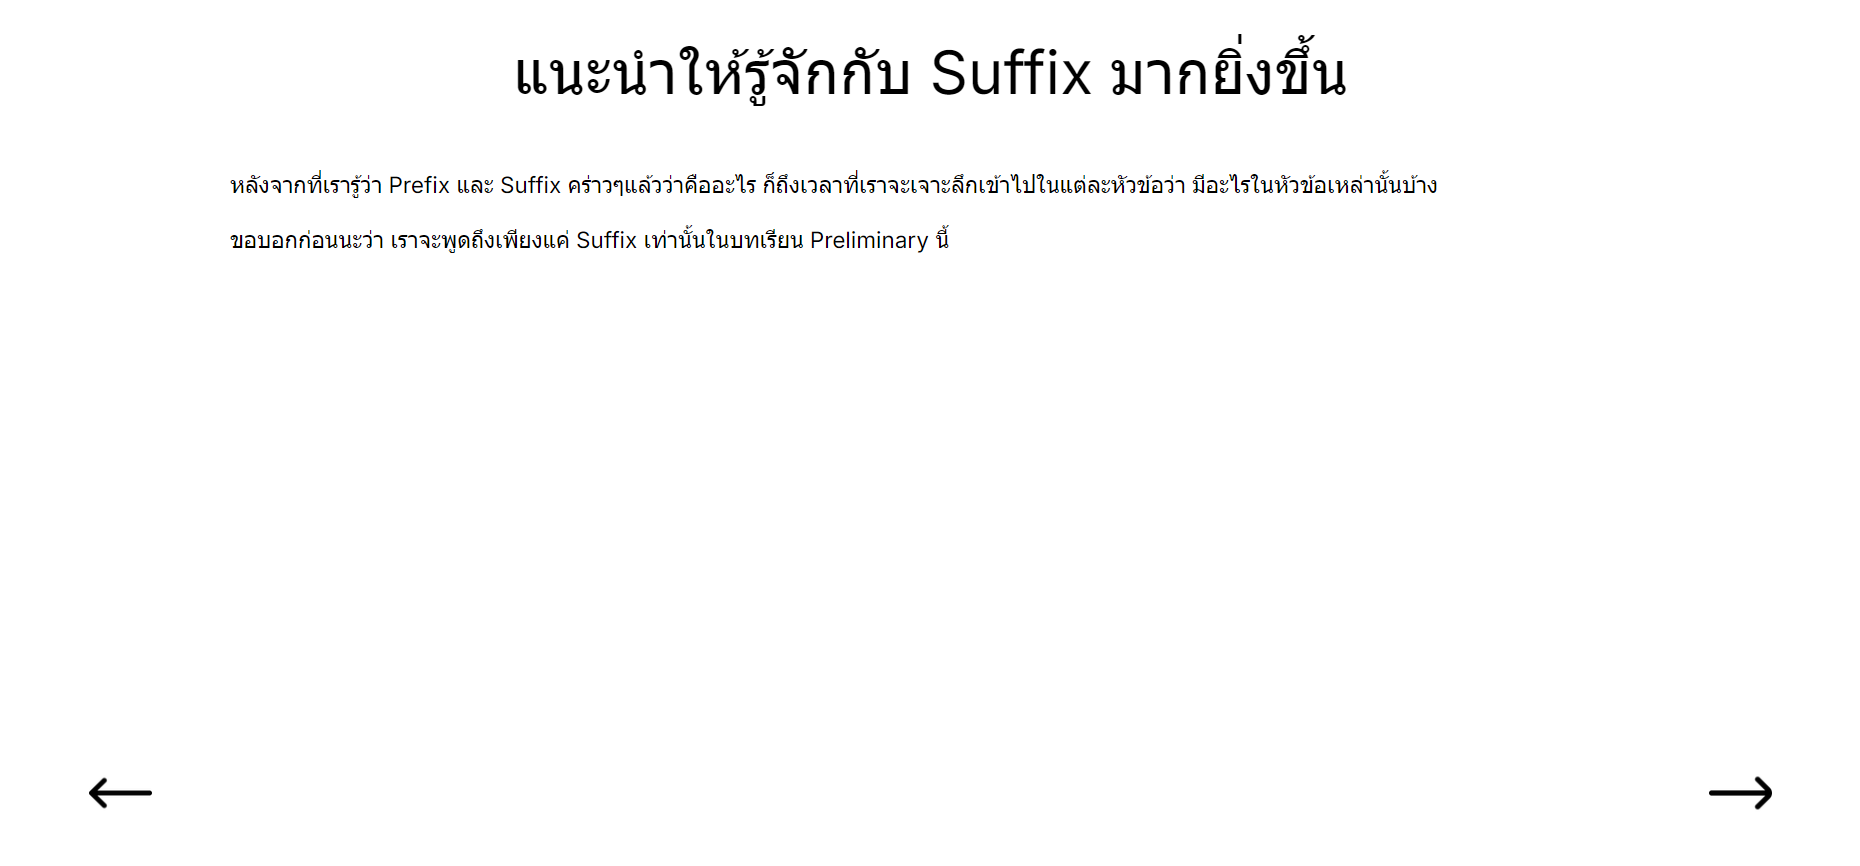 แนะนำให้รู้จักกับ Suffix มากยิ่งขึ้น
หลังจากที่เรารู้ว่า Prefix และ Suffix คร่าวๆแล้วว่าคืออะไร ก็ถึงเวลาที่เราจะเจาะลึกเข้าไปในแต่ละหัวข้อว่า มีอะไรในหัวข้อเหล่านั้นบ้าง
ขอบอกก่อนนะว่า เราจะพูดถึงเพียงแค่ Suffix เท่านั้นในบทเรียน Preliminary นี้